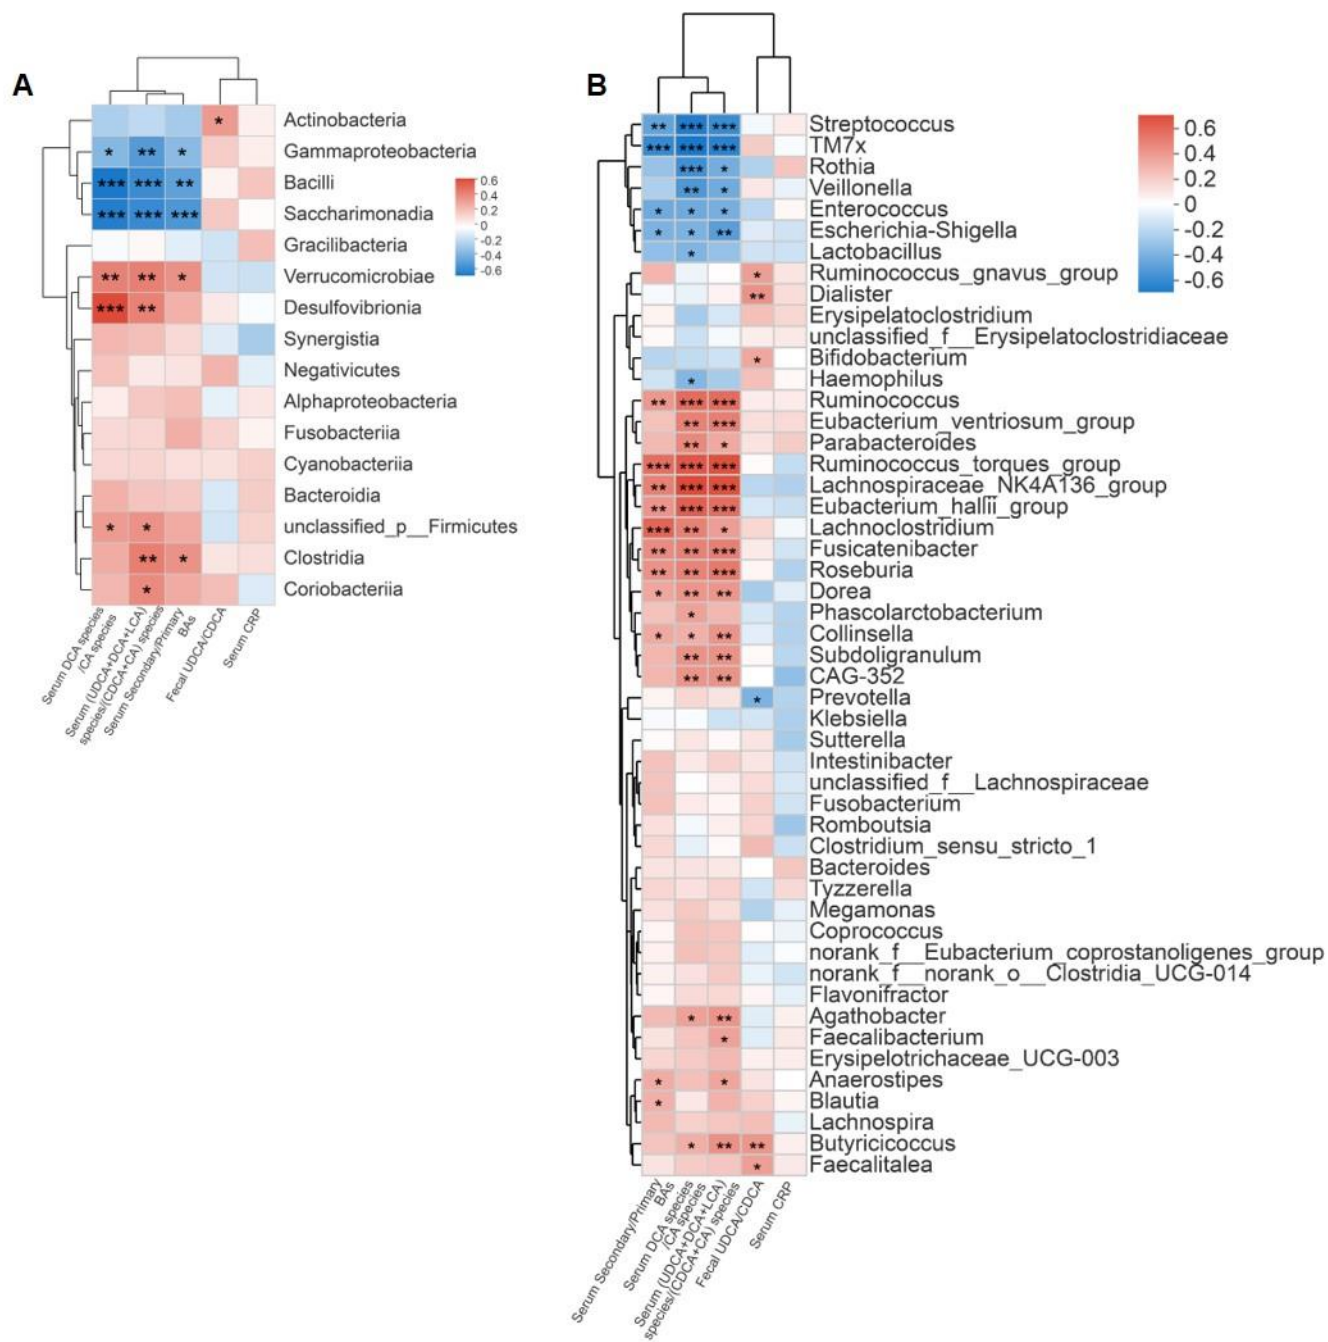 A
Actinobacteria
*
Gammaproteobacteria
* ** *
Bacilli
*** *** **
Saccharimonadia
*** *** ***
Gracilibacteria
Verrucomicrobiae
** ** *
Desulfovibrionia
*** **
Synergistia
Negativicutes
Alphaproteobacteria
Fusobacteriia
Cyanobacteriia
Bacteroidia
unclassified_p__Firmicutes
* *
Clostridia
** *
Coriobacteriia
*
0.6
0.4
0.2
0
-0.2
-0.4
-0.6
Serum DCA species
/CA species
Serum (UDCA+DCA+LCA)
species/(CDCA+CA) species
Serum Secondary/Primary
BAs
Fecal UDCA/CDCA
Serum CRP
B
Streptococcus
** *** ***
TM7x
*** *** ***
Rothia
*** *
Veillonella
** *
Enterococcus
* * *
Escherichia-Shigella
* * **
Lactobacillus
*
Ruminococcus_gnavus_group
*
Dialister
**
Erysipelatoclostridium
unclassified_f__Erysipelatoclostridiaceae
Bifidobacterium
*
Haemophilus
*
Ruminococcus
** *** ***
Eubacterium_ventriosum_group
** ***
Parabacteroides
** *
Ruminococcus_torques_group
*** *** ***
Lachnospiraceae_NK4A136_group
** *** ***
Eubacterium_hallii_group
** *** ***
Lachnoclostridium
*** ** *
Fusicatenibacter
** ** ***
Roseburia
** ** ***
Dorea
* ** **
Phascolarctobacterium
*
Collinsella
* * **
Subdoligranulum
** **
CAG-352
** **
Prevotella
*
Klebsiella
Sutterella
Intestinibacter
unclassified_f__Lachnospiraceae
Fusobacterium
Romboutsia
Clostridium_sensu_stricto_1
Bacteroides
Tyzzerella
Megamonas
Coprococcus
norank_f__Eubacterium_coprostanoligenes_group
norank_f__norank_o__Clostridia_UCG-014
Flavonifractor
Agathobacter
* **
Faecalibacterium
*
Erysipelotrichaceae_UCG-003
Anaerostipes
* *
Blautia
*
Lachnospira
Butyricicoccus
* ** **
Faecalitalea
*
0.6
0.4
0.2
0
-0.2
-0.4
-0.6
Serum Secondary/Primary
BAs
Serum DCA species
/CA species
Serum (UDCA+DCA+LCA)
species/(CDCA+CA) species
Fecal UDCA/CDCA
Serum CRP